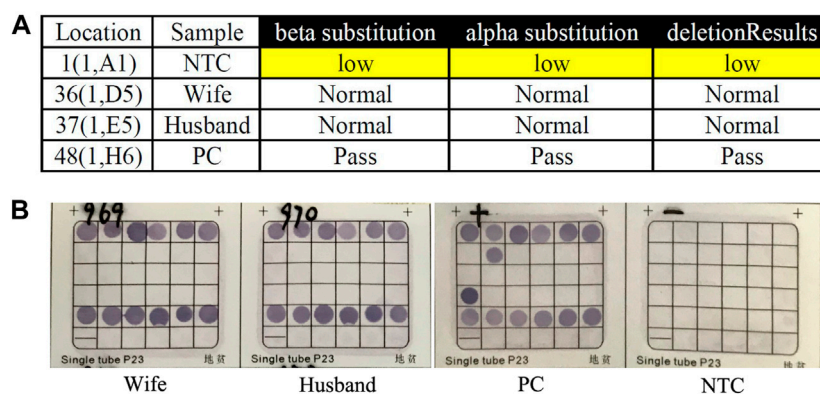 A
Location Sample beta substitution alpha substitution deletionResults
1(1,A1) NTC low low low
36(1,D5) Wife Normal Normal Normal
37(1,E5) Husband Normal Normal Normal
48(1,H6) PC Pass Pass Pass
B
+ 969 + + 970 + + + + + - +
Single tube P23 地贫 Single tube P23 地贫 Single tube P23 地贫 Single tube P23 地贫
Wife Husband PC NTC